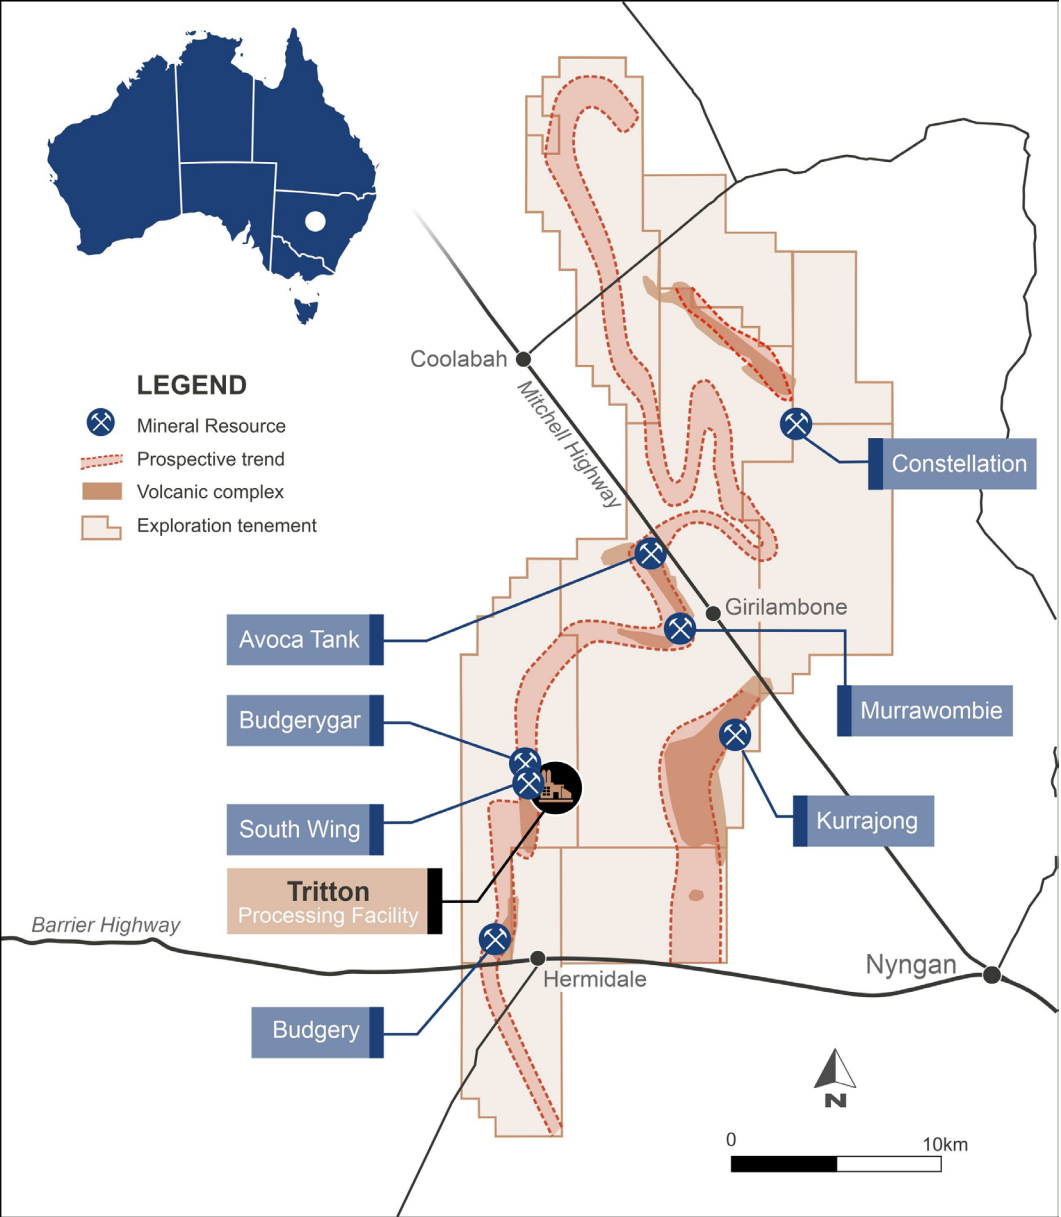 LEGEND
Mineral Resource
Prospective trend
Volcanic complex
Exploration tenement
Coolabah
Mitchell Highway
Constellation
Avoca Tank
Girilambone
Budgerygar
Murrawombie
South Wing
Kurrajong
Tritton
Processing Facility
Barrier Highway
Hermidale
Nyngan
Budgery
N
0
10km